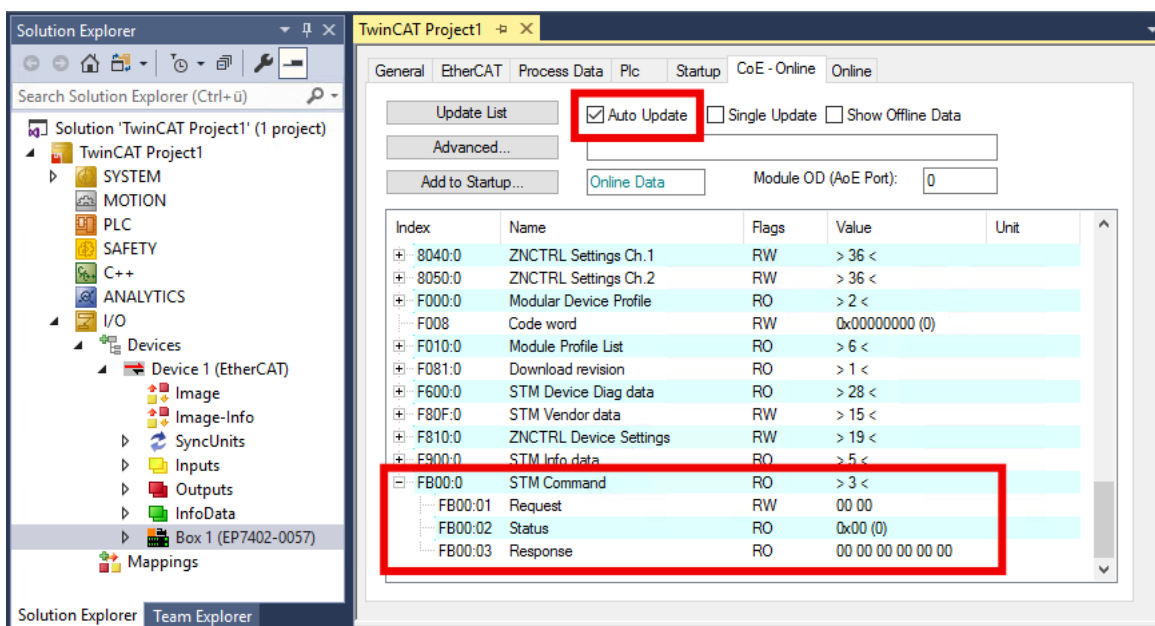 Solution Explorer
Search Solution Explorer (Ctrl+ü)
Solution 'TwinCAT Project1' (1 project)
TwinCAT Project1
SYSTEM
MOTION
PLC
SAFETY
C++
ANALYTICS
I/O
Devices
Device 1 (EtherCAT)
Image
Image-Info
SyncUnits
Inputs
Outputs
InfoData
Box 1 (EP7402-0057)
Mappings
Solution Explorer Team Explorer
TwinCAT Project1
General EtherCAT Process Data Plc Startup CoE - Online Online
Update List Auto Update Single Update Show Offline Data
Advanced...
Add to Startup... Online Data Module OD (AoE Port): 0
Index Name Flags Value Unit
8040:0 ZNCTRL Settings Ch.1 RW > 36 <
8050:0 ZNCTRL Settings Ch.2 RW > 36 <
F000:0 Modular Device Profile RO > 2 <
F008 Code word RW 0x00000000 (0)
F010:0 Module Profile List RO > 6 <
F081:0 Download revision RO > 1 <
F600:0 STM Device Diag data RO > 28 <
F80F:0 STM Vendor data RW > 15 <
F810:0 ZNCTRL Device Settings RW > 19 <
F900:0 STM Info data RO > 5 <
FB00:0 STM Command RO > 3 <
FB00:01 Request RW 00 00
FB00:02 Status RO 0x00 (0)
FB00:03 Response RO 00 00 00 00 00 00